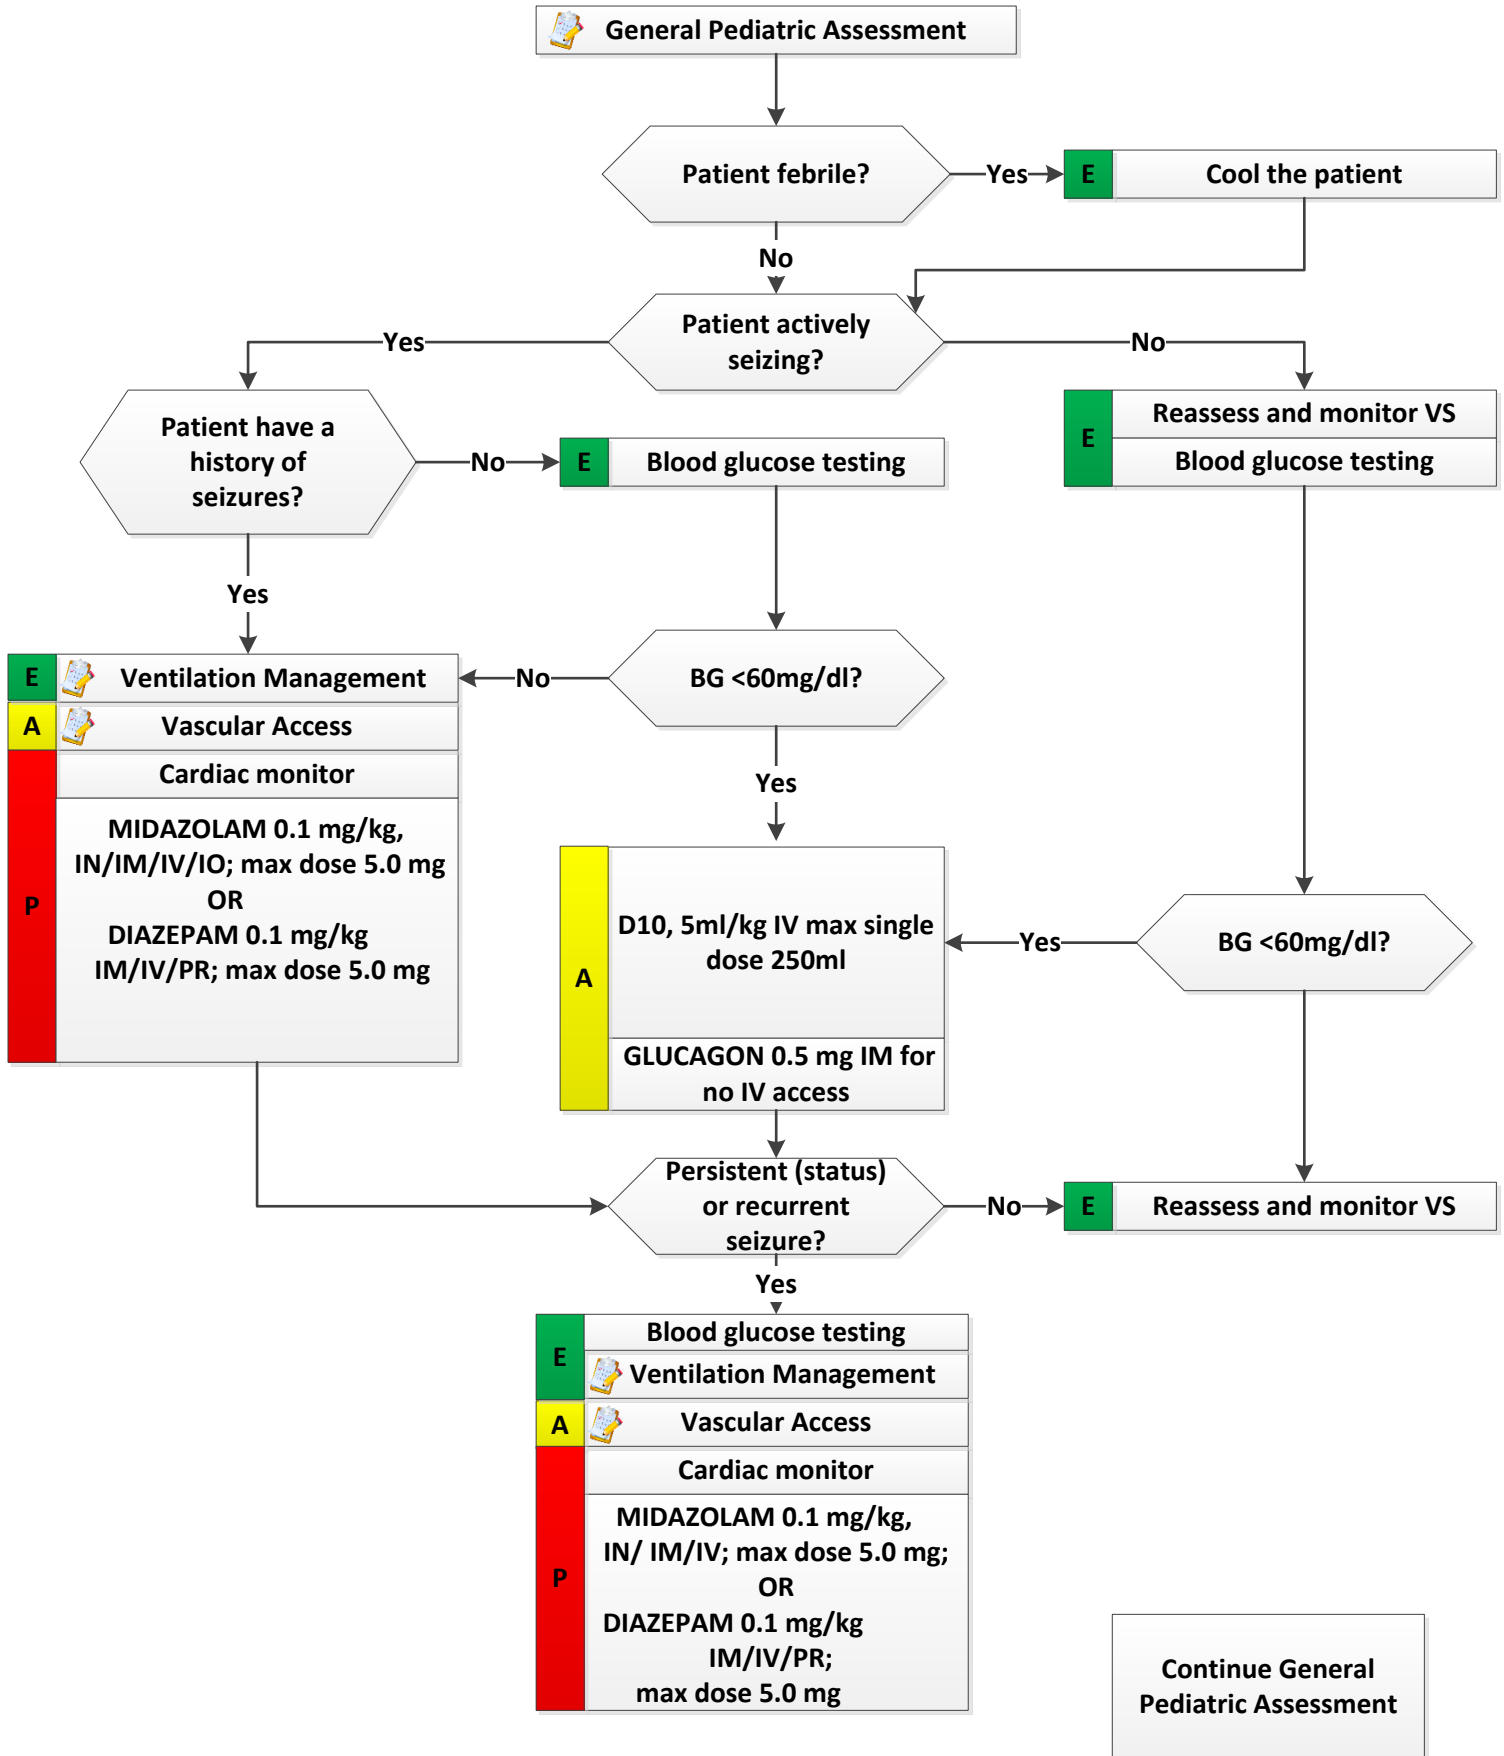 General Pediatric Assessment
Patient febrile?
Yes
E
Cool the patient
No
Patient actively
seizing?
Yes
No
Patient have a
history of
seizures?
No
E
Blood glucose testing
E
Reassess and monitor VS
Blood glucose testing
Yes
E
Ventilation Management
A
Vascular Access
P
Cardiac monitor
MIDAZOLAM 0.1 mg/kg,
IN/IM/IV/IO; max dose 5.0 mg
OR
DIAZEPAM 0.1 mg/kg
IM/IV/PR; max dose 5.0 mg
No
BG <60mg/dl?
Yes
A
D10, 5ml/kg IV max single
dose 250ml
GLUCAGON 0.5 mg IM for
no IV access
Yes
BG <60mg/dl?
Persistent (status)
or recurrent
seizure?
No
E
Reassess and monitor VS
Yes
E
Blood glucose testing
Ventilation Management
A
Vascular Access
P
Cardiac monitor
MIDAZOLAM 0.1 mg/kg,
IN/ IM/IV; max dose 5.0 mg;
OR
DIAZEPAM 0.1 mg/kg
IM/IV/PR;
max dose 5.0 mg
Continue General
Pediatric Assessment